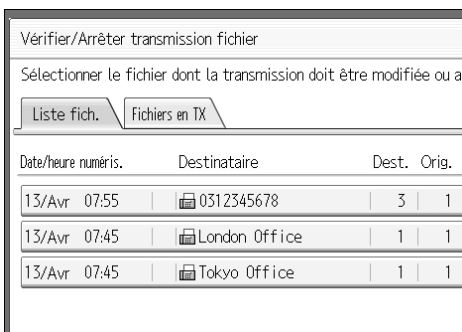 Vérifier/Arrêter transmission fichier
Sélectionner le fichier dont la transmission doit être modifiée ou a
Liste fich. Fichiers en TX
Date/heure numéris. Destinataire Dest. Orig.
13/Avr 07:55 0312345678 3 1
13/Avr 07:45 London Office 1 1
13/Avr 07:45 Tokyo Office 1 1